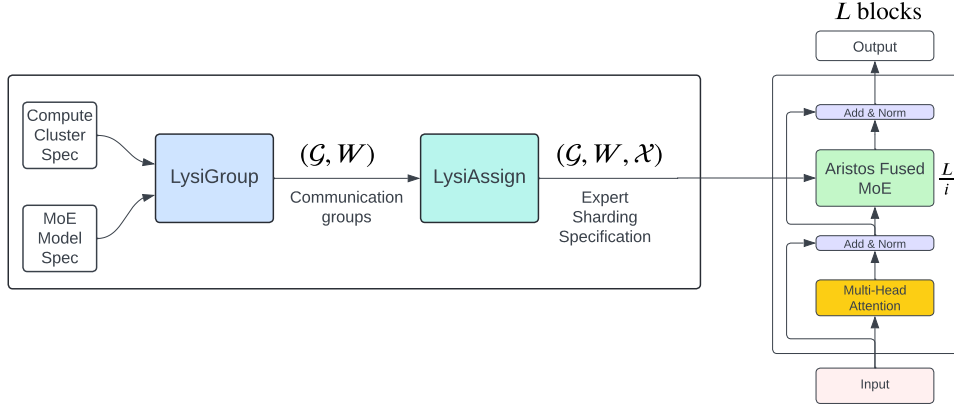 Compute
Cluster
Spec
MoE
Model
Spec
LysiGroup
(𝒢, W)
Communication
groups
LysiAssign
(𝒢, W, 𝒳)
Expert
Sharding
Specification
L blocks
Output
Add & Norm
Aristos Fused
MoE
L/i
Add & Norm
Multi-Head
Attention
Input